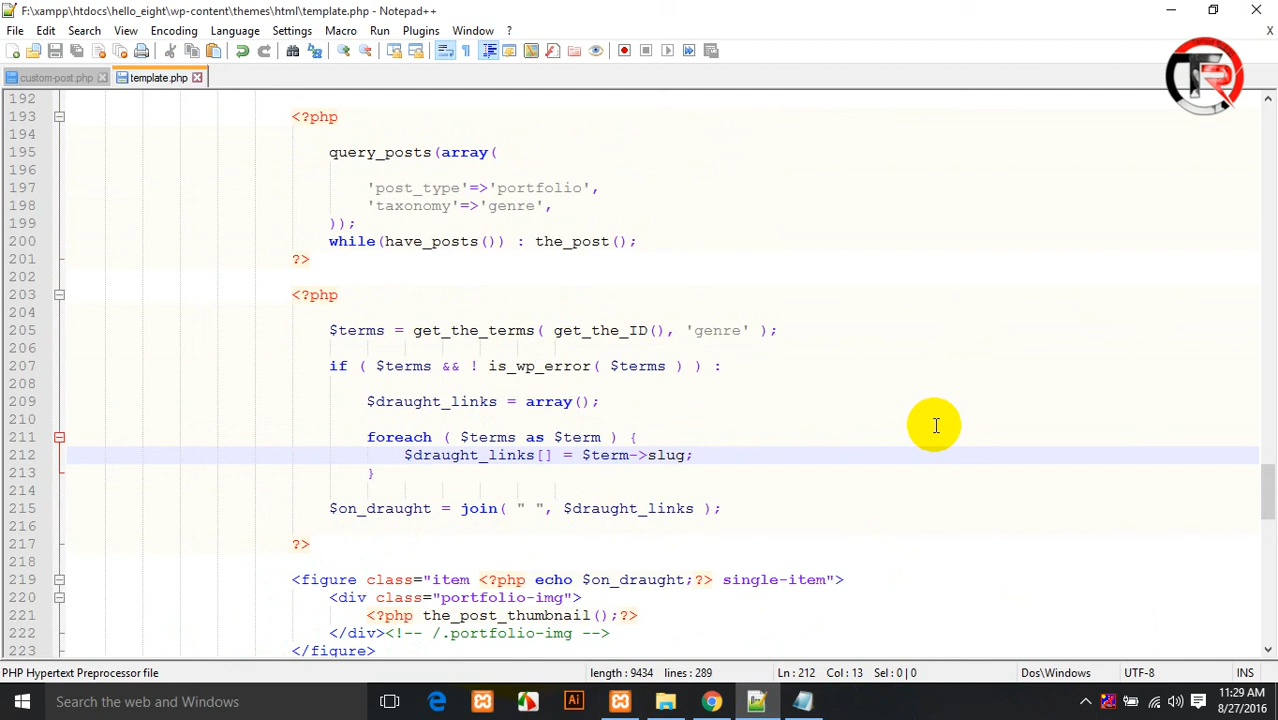 F:\xampp\htdocs\hello_eight\wp-content\themes\html\template.php - Notepad++
File Edit Search View Encoding Language Settings Macro Run Plugins Window ? X
custom-post.php template.php
TR
192
193 <?php
194
195 query_posts(array(
196
197 'post_type'=>'portfolio',
198 'taxonomy'=>'genre',
199 ));
200 while(have_posts()) : the_post();
201 ?>
202
203 <?php
204
205 $terms = get_the_terms( get_the_ID(), 'genre' );
206
207 if ( $terms && ! is_wp_error( $terms ) ) :
208
209 $draught_links = array();
210
211 foreach ( $terms as $term ) {
212 $draught_links[] = $term->slug;
213 }
214
215 $on_draught = join( " ", $draught_links );
216
217 ?>
218
219 <figure class="item <?php echo $on_draught;?> single-item">
220 <div class="portfolio-img">
221 <?php the_post_thumbnail();?>
222 </div><!-- /.portfolio-img -->
223 </figure>
PHP Hypertext Preprocessor file length : 9434 lines : 289 Ln : 212 Col : 13 Sel : 0 | 0 Dos\Windows UTF-8 INS
Search the web and Windows
Ai
11:29 AM
8/27/2016